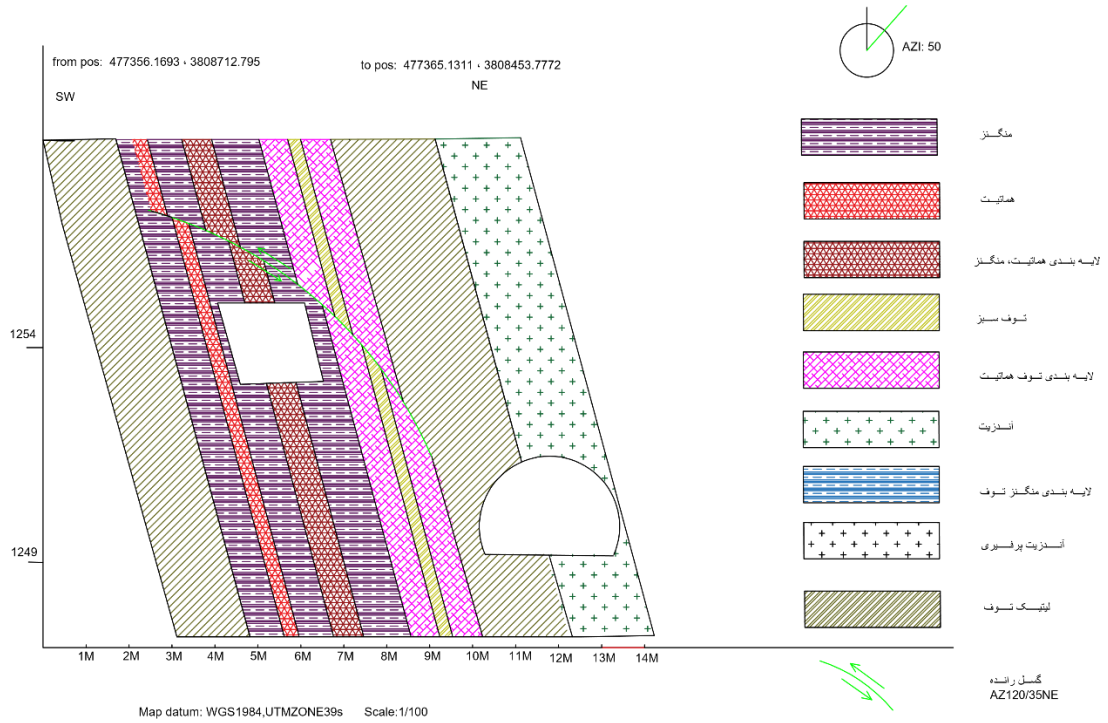 from pos: 477356.1693 ، 3808712.795
to pos: 477365.1311 ، 3808453.7772
SW
NE
AZI: 50
منگنز
هماتیت
لایه بندی هماتیت، منگنز
توف سبز
لایه بندی توف هماتیت
آندزیت
لایه بندی منگنز توف
آندزیت پرفیری
لیتیک توف
گسل رانده
AZ120/35NE
1254
1249
1M 2M 3M 4M 5M 6M 7M 8M 9M 10M 11M 12M 13M 14M
Map datum: WGS1984,UTMZONE39s Scale:1/100